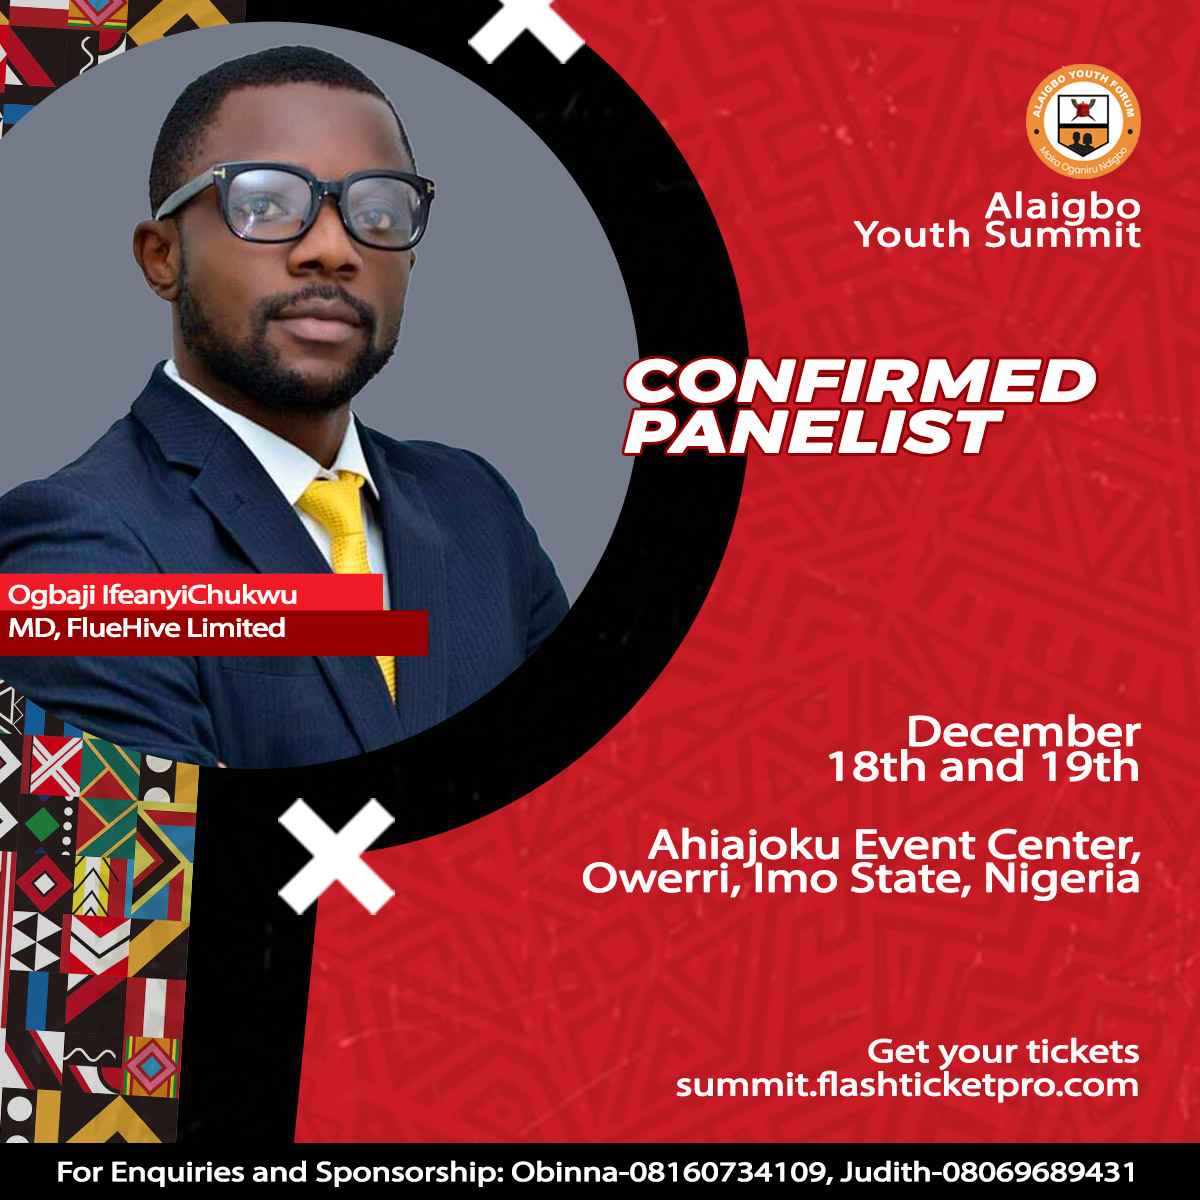 ALAIGBO YOUTH FORUM
Maka Oganiru Ndigbo
Alaigbo
Youth Summit
CONFIRMED
PANELIST
Ogbaji IfeanyiChukwu
MD, FlueHive Limited
December
18th and 19th
Ahiajoku Event Center,
Owerri, Imo State, Nigeria
Get your tickets
summit.flashticketpro.com
For Enquiries and Sponsorship: Obinna-08160734109, Judith-08069689431